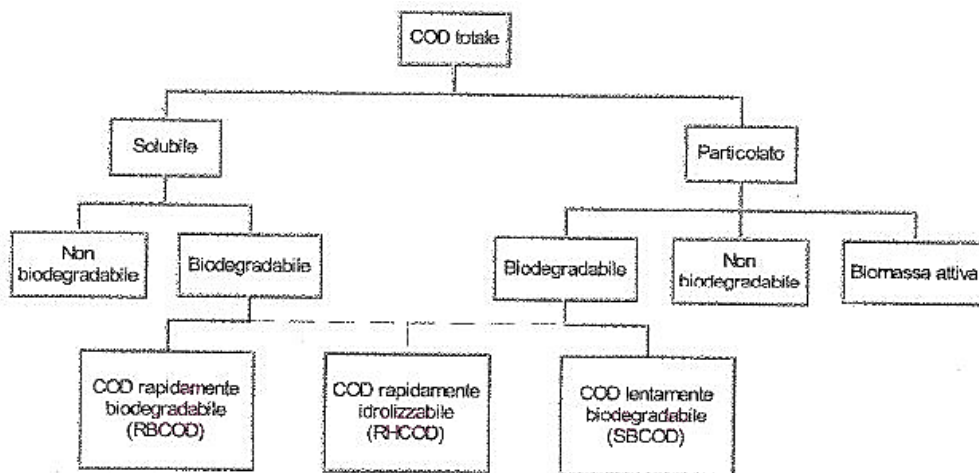 COD totale
Solubile
Particolato
Non
biodegradabile
Biodegradabile
Biodegradabile
Non
biodegradabile
Biomassa attiva
COD rapidamente
biodegradabile
(RBCOD)
COD rapidamente
idrolizzabile
(RHCOD)
COD lentamente
biodegradabile
(SBCOD)